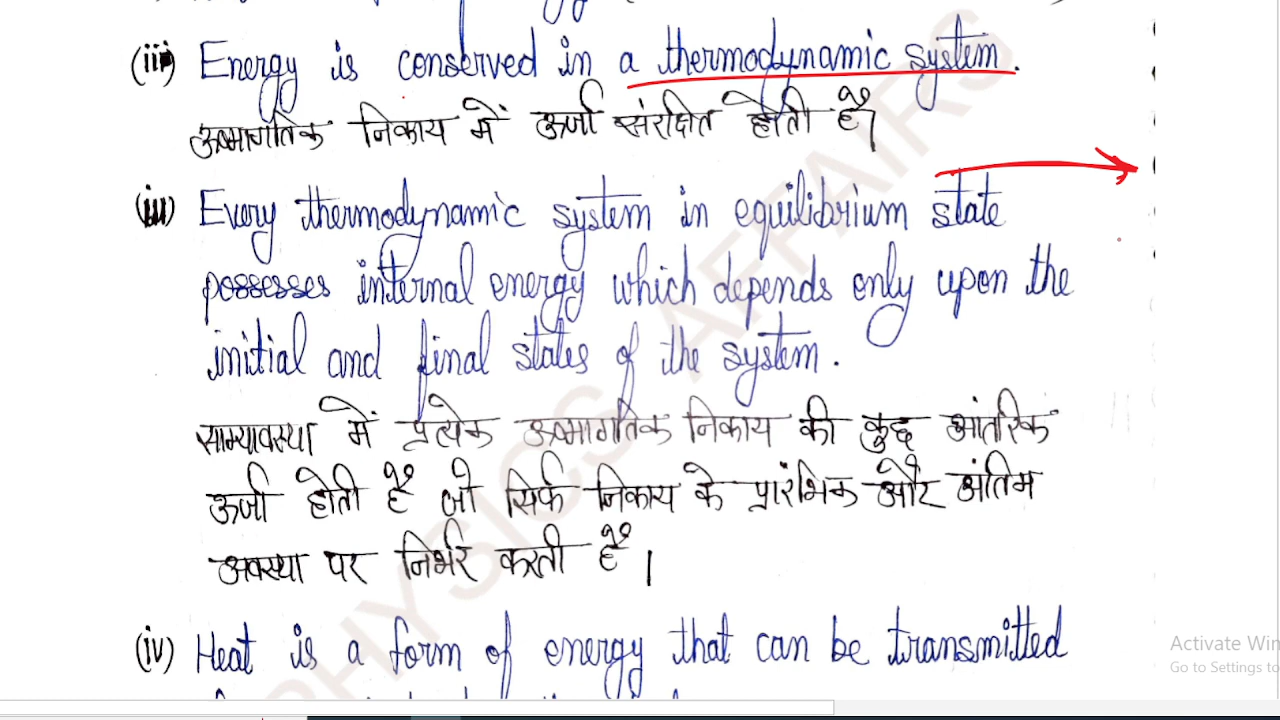 (ii) Energy is conserved in a thermodynamic system.
ऊष्मागतिक निकाय में ऊर्जा संरक्षित होती है।
(iii) Every thermodynamic system in equilibrium state
possesses internal energy which depends only upon the
initial and final states of the system.
साम्यावस्था में प्रत्येक ऊष्मागतिक निकाय की कुछ आंतरिक
ऊर्जा होती है जो सिर्फ निकाय के प्रारंभिक और अंतिम
अवस्था पर निर्भर करती है।
(iv) Heat is a form of energy that can be transmitted
PHYSICS AFFAIRS
Activate Win
Go to Settings to